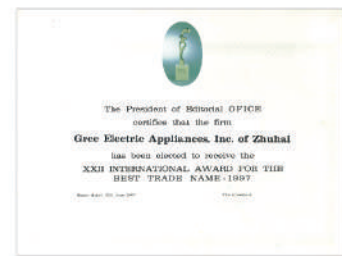 The President of Editorial OFICE
certifies that the firm
Gree Electric Appliances, Inc. of Zhuhai
has been elected to receive the
XXII INTERNATIONAL AWARD FOR THE
BEST TRADE NAME - 1997